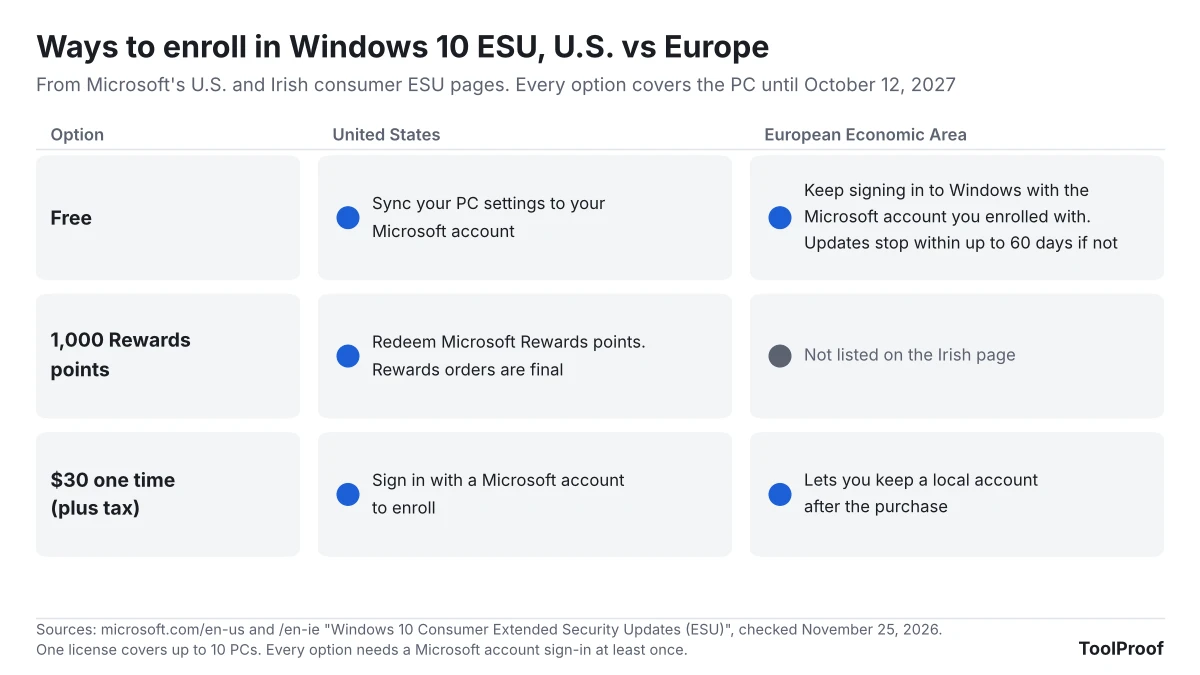 Ways to enroll in Windows 10 ESU, U.S. vs Europe
From Microsoft's U.S. and Irish consumer ESU pages. Every option covers the PC until October 12, 2027
Option
United States
European Economic Area
Free
Sync your PC settings to your
Microsoft account
Keep signing in to Windows with the
Microsoft account you enrolled with.
Updates stop within up to 60 days if not
1,000 Rewards
points
Redeem Microsoft Rewards points.
Rewards orders are final
Not listed on the Irish page
$30 one time
(plus tax)
Sign in with a Microsoft account
to enroll
Lets you keep a local account
after the purchase
Sources: microsoft.com/en-us and /en-ie "Windows 10 Consumer Extended Security Updates (ESU)", checked November 25, 2026.
One license covers up to 10 PCs. Every option needs a Microsoft account sign-in at least once.
ToolProof